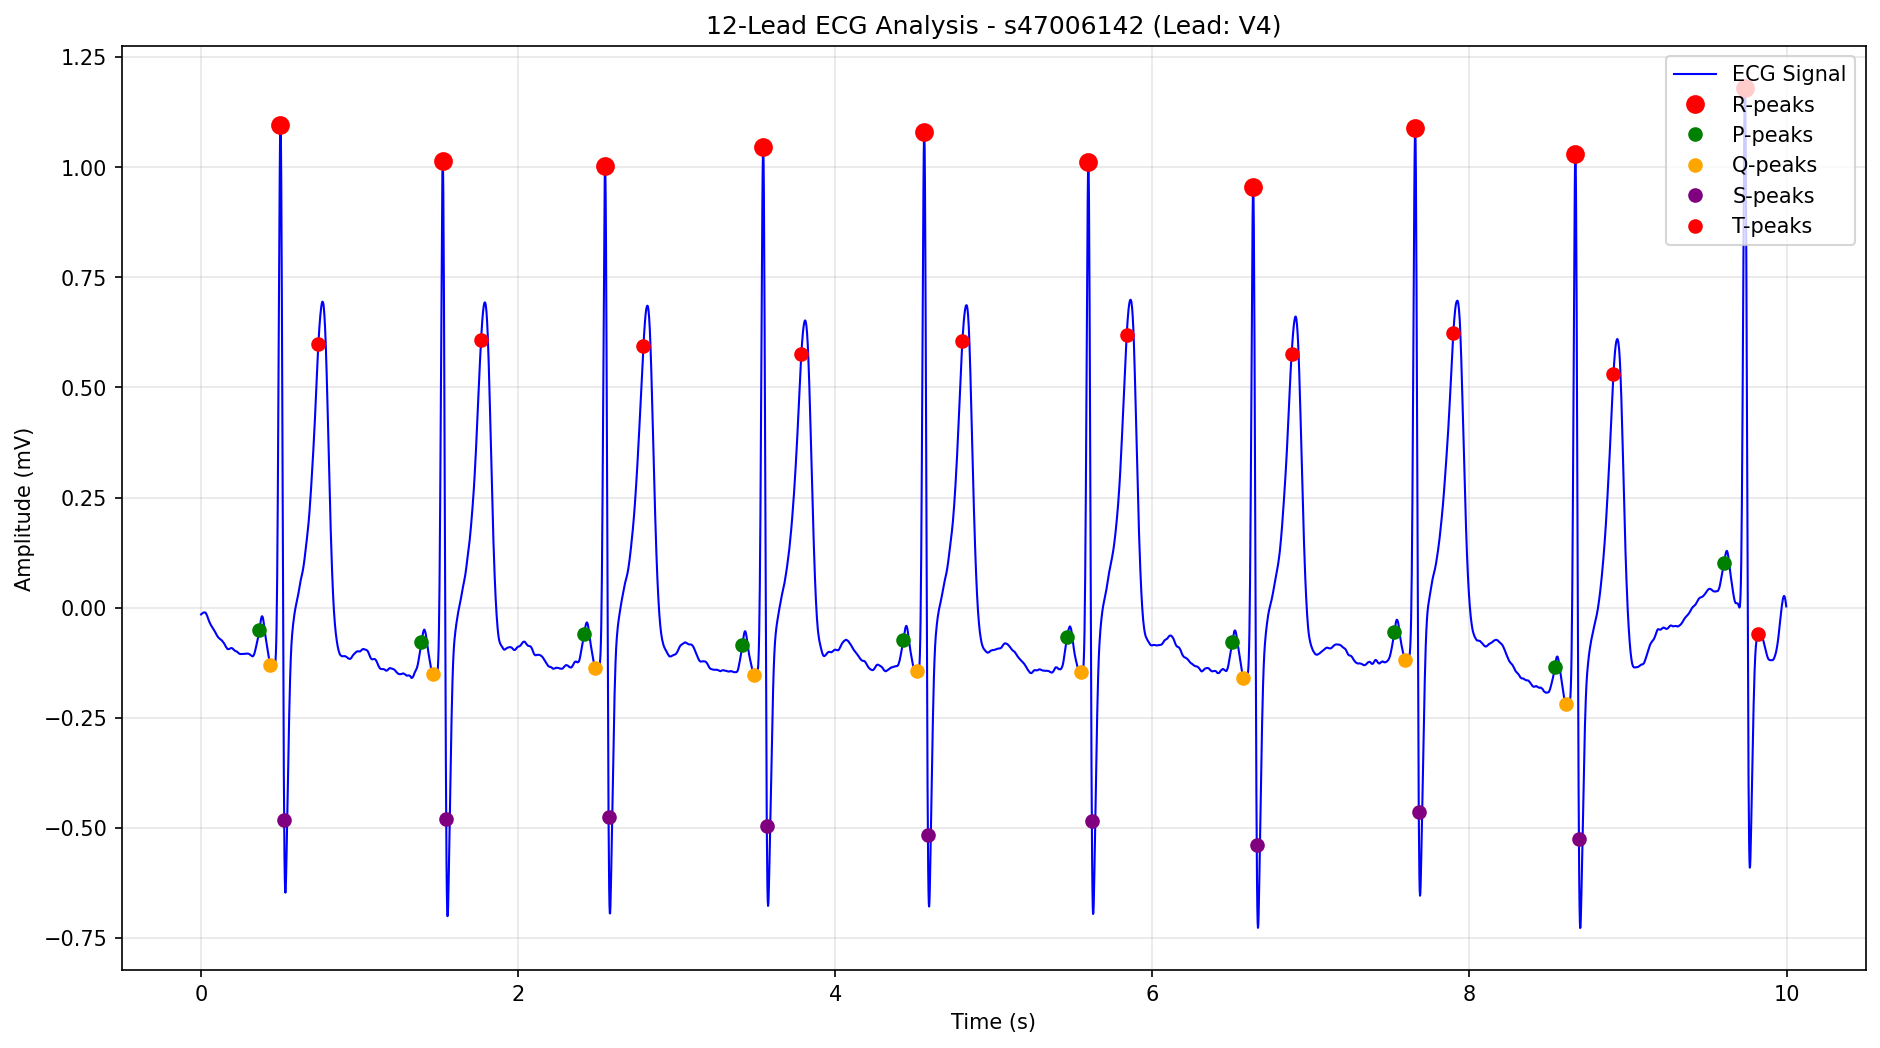 12-Lead ECG Analysis - s47006142 (Lead: V4)
1.25
1.00
0.75
0.50
0.25
0.00
−0.25
−0.50
−0.75
Amplitude (mV)
ECG Signal
R-peaks
P-peaks
Q-peaks
S-peaks
T-peaks
0 2 4 6 8 10
Time (s)